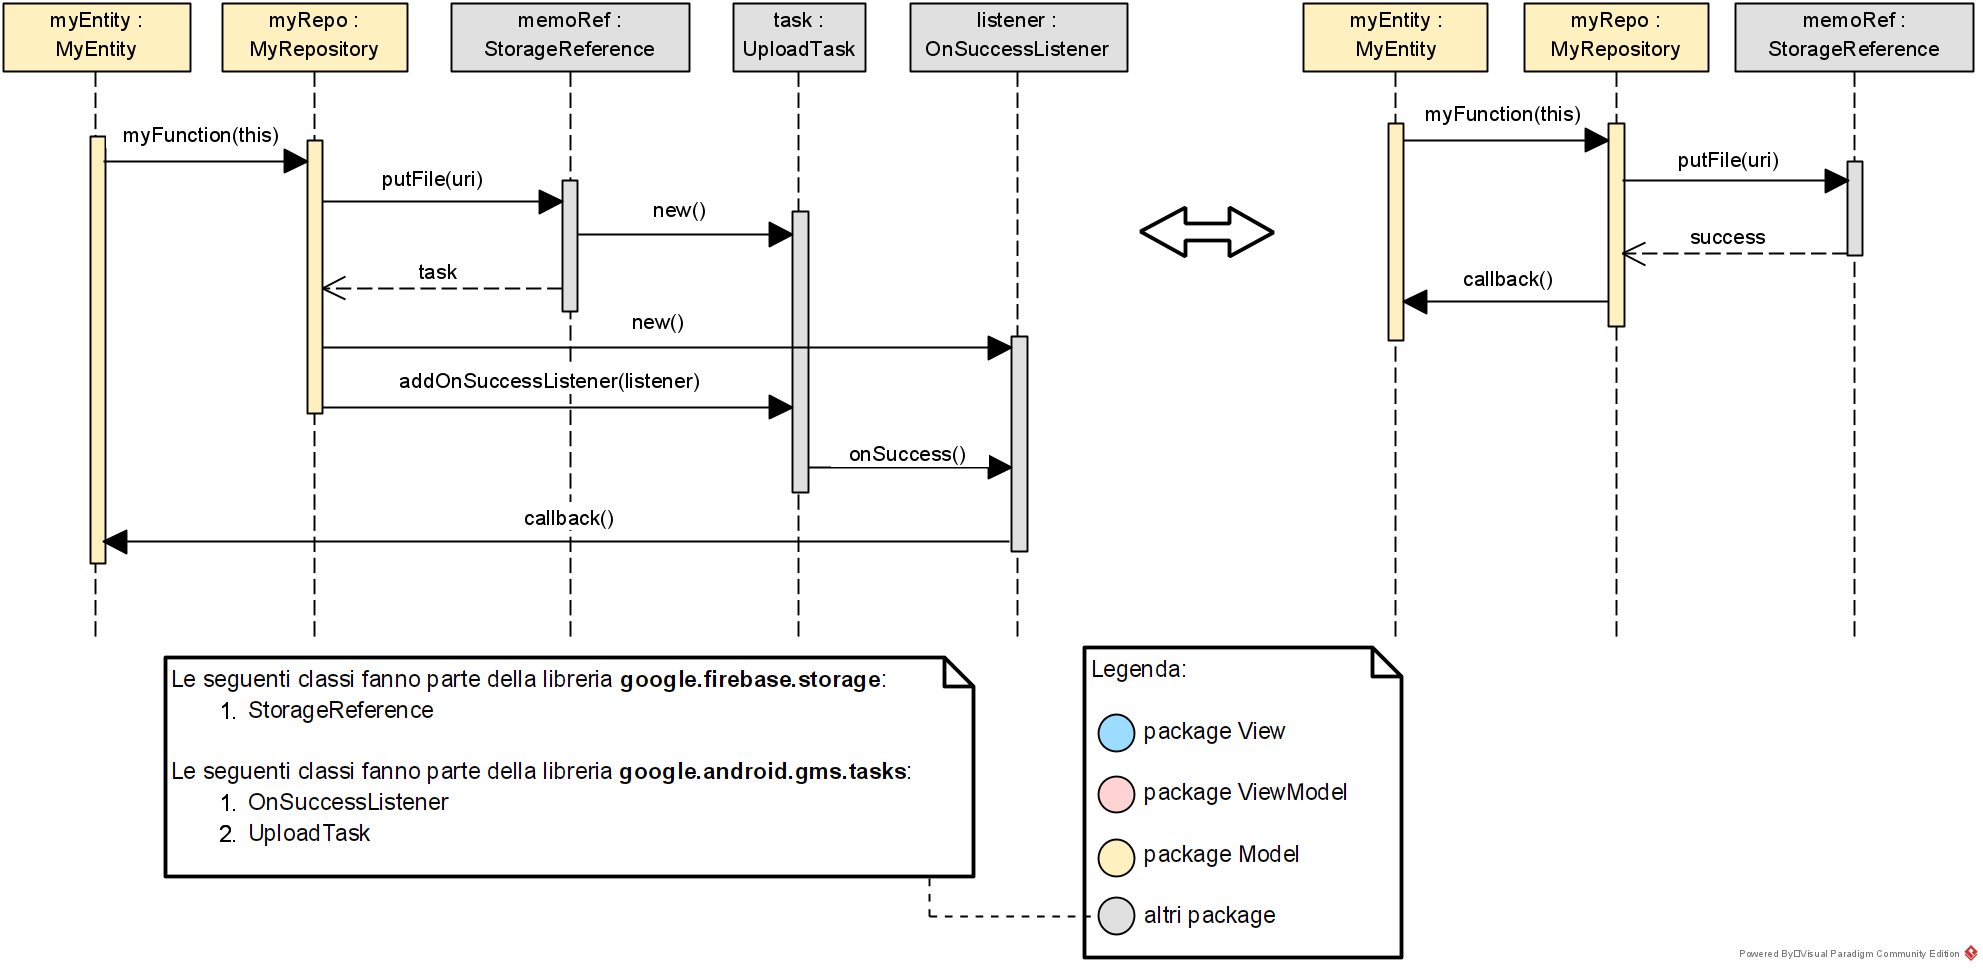 myEntity :
MyEntity
myRepo :
MyRepository
memoRef :
StorageReference
task :
UploadTask
listener :
OnSuccessListener
myFunction(this)
putFile(uri)
new()
task
new()
addOnSuccessListener(listener)
onSuccess()
callback()
myEntity :
MyEntity
myRepo :
MyRepository
memoRef :
StorageReference
myFunction(this)
putFile(uri)
success
callback()
Le seguenti classi fanno parte della libreria google.firebase.storage:
1. StorageReference
Le seguenti classi fanno parte della libreria google.android.gms.tasks:
1. OnSuccessListener
2. UploadTask
Legenda:
package View
package ViewModel
package Model
altri package
Powered By Visual Paradigm Community Edition